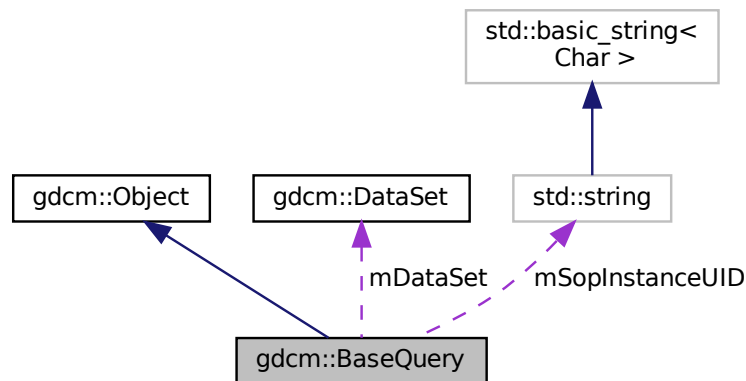 std::basic_string<
Char >
gdcm::Object
gdcm::DataSet
std::string
mDataSet
mSopInstanceUID
gdcm::BaseQuery